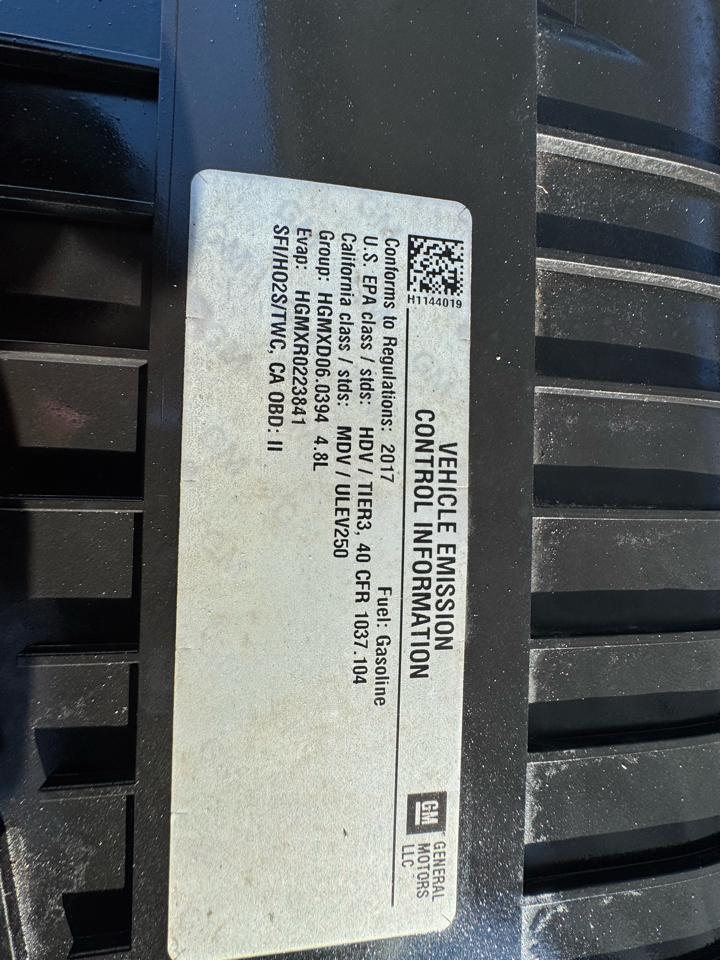 H1144019
VEHICLE EMISSION
CONTROL INFORMATION
GM
GENERAL
MOTORS
LLC
Conforms to Regulations: 2017 Fuel: Gasoline
U.S. EPA class / stds: HDV / TIER3, 40 CFR 1037.104
California class / stds: MDV / ULEV250
Group: HGMXD06.0394 4.8L
Evap: HGMXR0223841
SFI/HO2S/TWC, CA OBD: II